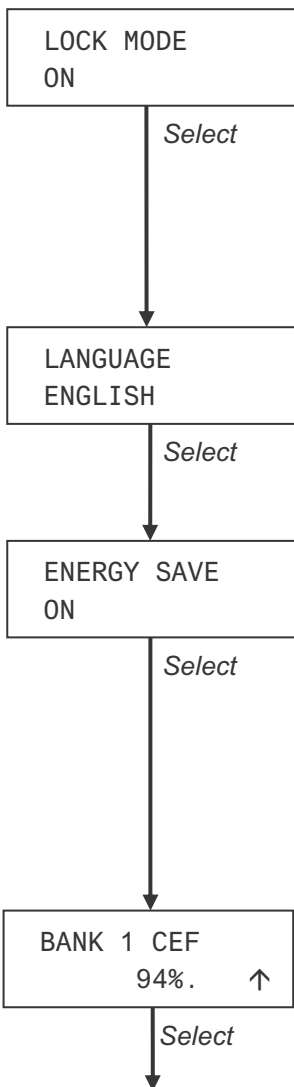 LOCK MODE
ON
Select
LANGUAGE
ENGLISH
Select
ENERGY SAVE
ON
Select
BANK 1 CEF
94%. ↑
Select